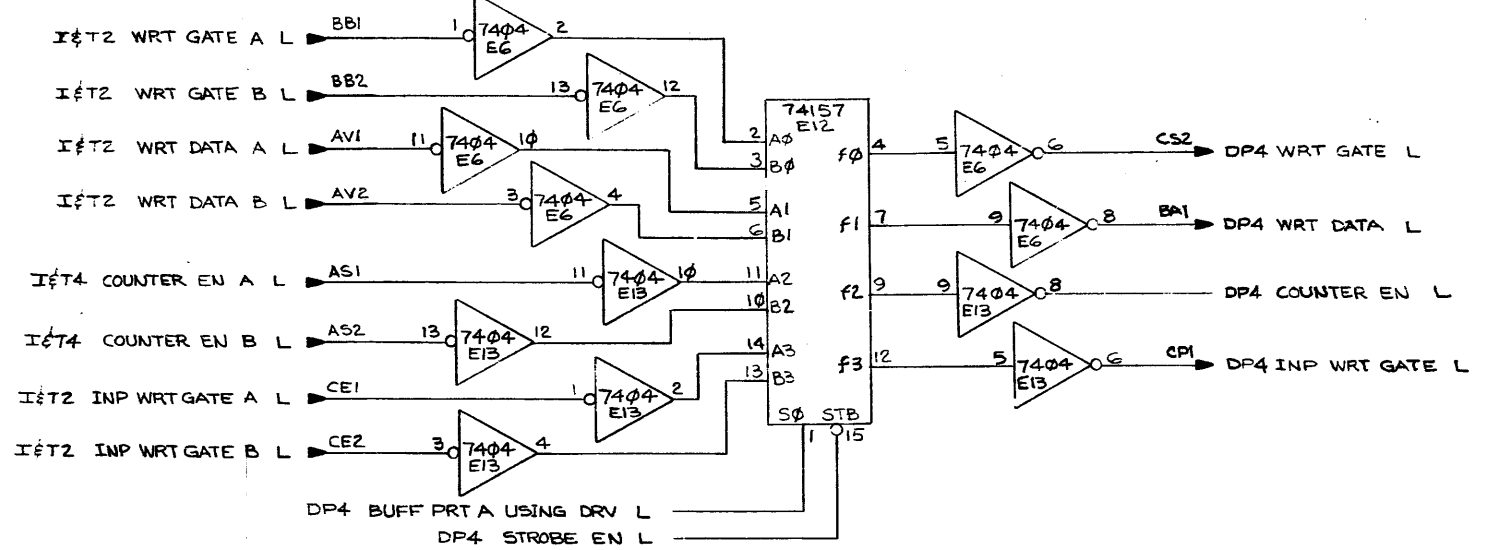 I&T2 WRT GATE A L BB1 1 74Ø4 E6 2
I&T2 WRT GATE B L BB2 13 74Ø4 E6 12
I&T2 WRT DATA A L AV1 11 74Ø4 E6 1Ø
I&T2 WRT DATA B L AV2 3 74Ø4 E6 4
I&T4 COUNTER EN A L AS1 11 74Ø4 E13 1Ø
I&T4 COUNTER EN B L AS2 13 74Ø4 E13 12
I&T2 INP WRT GATE A L CE1 1 74Ø4 E13 2
I&T2 INP WRT GATE B L CE2 3 74Ø4 E13 4
74157
E12
2 AØ
3 BØ
5 A1
6 B1
11 A2
1Ø B2
14 A3
13 B3
SØ STB
1 15
fØ 4 5 74Ø4 E6 6 CS2 DP4 WRT GATE L
f1 7 9 74Ø4 E6 8 BA1 DP4 WRT DATA L
f2 9 9 74Ø4 E13 8 DP4 COUNTER EN L
f3 12 5 74Ø4 E13 6 CP1 DP4 INP WRT GATE L
DP4 BUFF PRT A USING DRV L
DP4 STROBE EN L